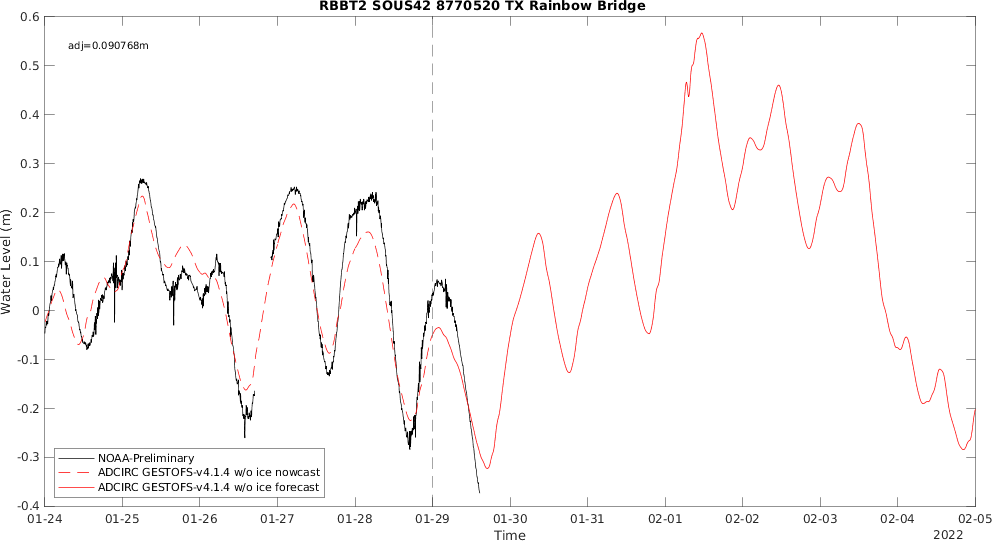 RBBT2 SOUS42 8770520 TX Rainbow Bridge
adj=0.090768m
0.6
0.5
0.4
0.3
0.2
0.1
0
-0.1
-0.2
-0.3
-0.4
Water Level (m)
NOAA-Preliminary
ADCIRC GESTOFS-v4.1.4 w/o ice nowcast
ADCIRC GESTOFS-v4.1.4 w/o ice forecast
01-24 01-25 01-26 01-27 01-28 01-29 01-30 01-31 02-01 02-02 02-03 02-04 02-05
Time
2022